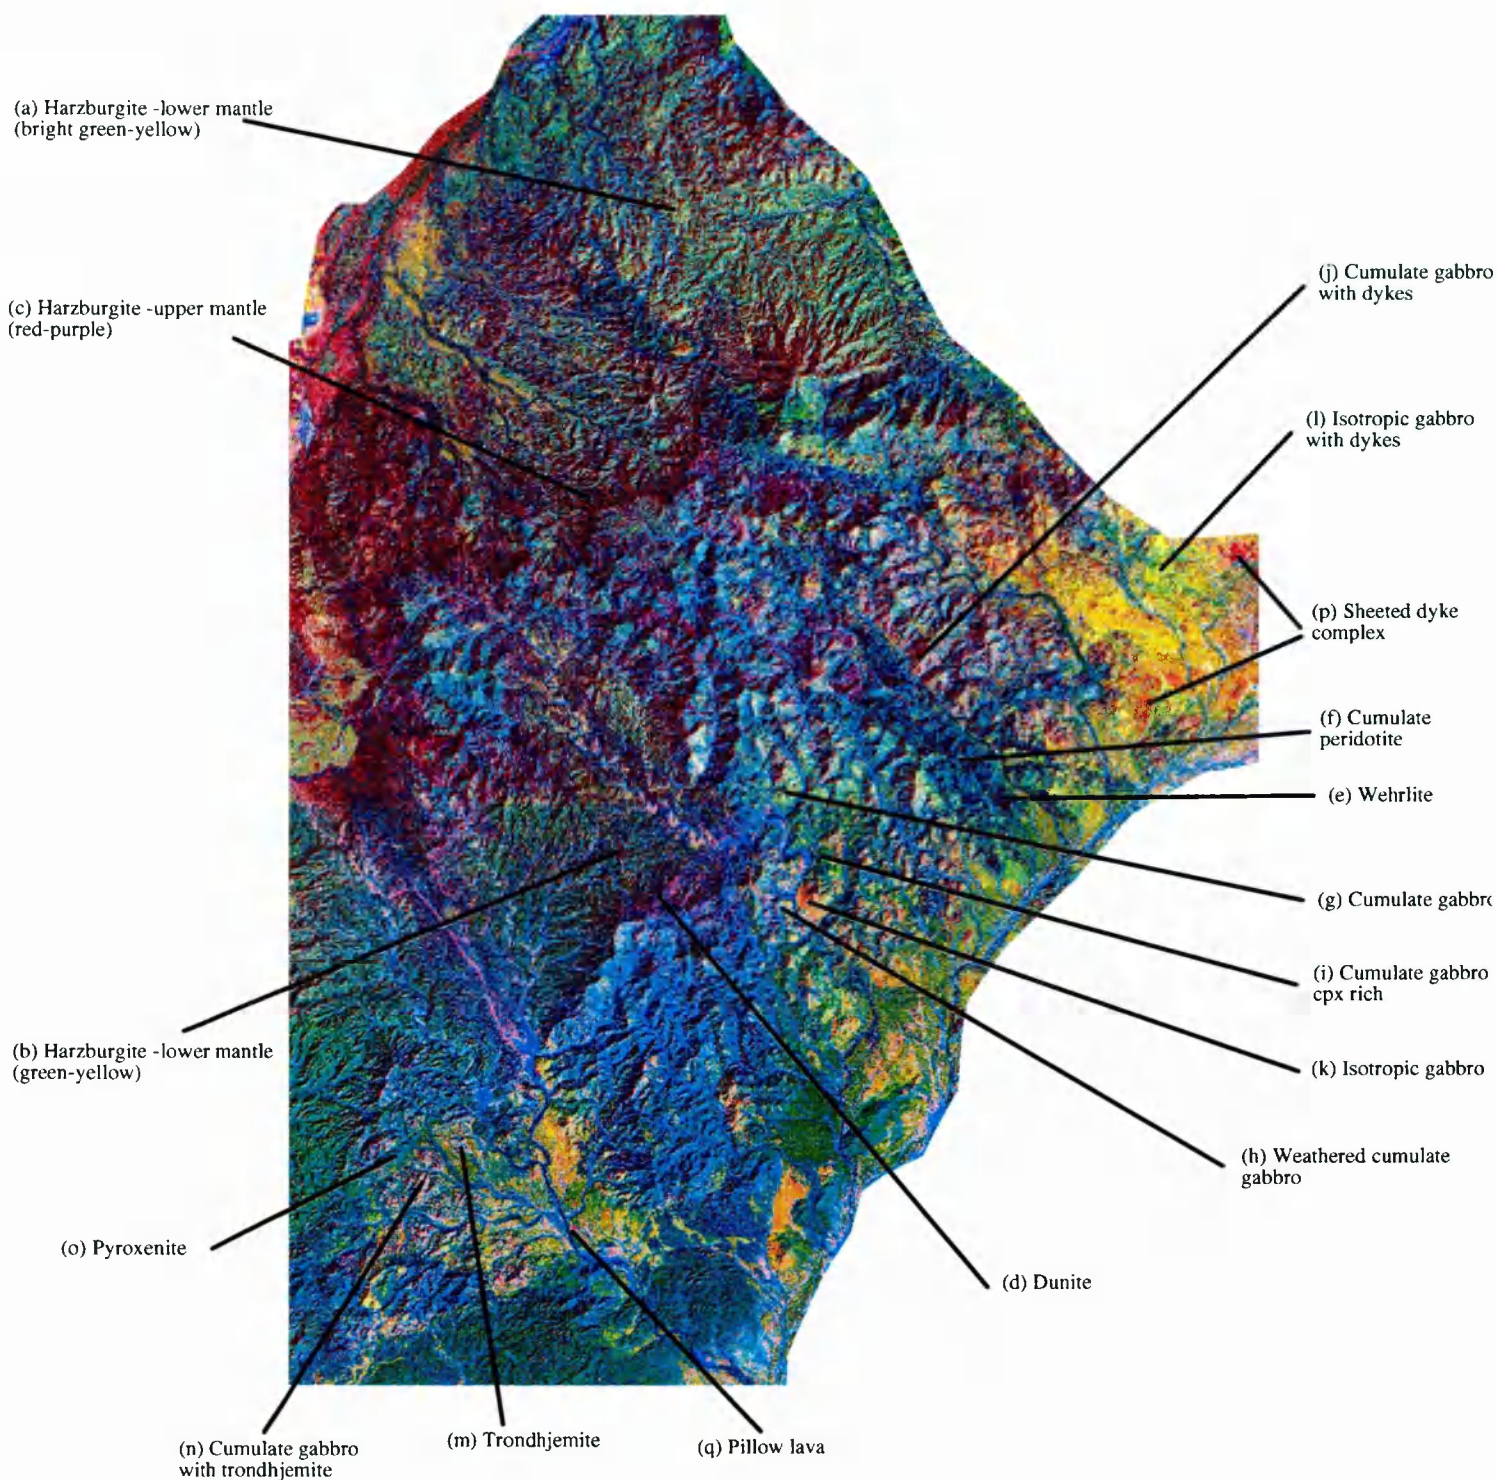 (a) Harzburgite -lower mantle
(bright green-yellow)
(c) Harzburgite -upper mantle
(red-purple)
(j) Cumulate gabbro
with dykes
(l) Isotropic gabbro
with dykes
(p) Sheeted dyke
complex
(f) Cumulate
peridotite
(e) Wehrlite
(g) Cumulate gabbro
(i) Cumulate gabbro
cpx rich
(b) Harzburgite -lower mantle
(green-yellow)
(k) Isotropic gabbro
(h) Weathered cumulate
gabbro
(o) Pyroxenite
(d) Dunite
(n) Cumulate gabbro
with trondhjemite
(m) Trondhjemite
(q) Pillow lava